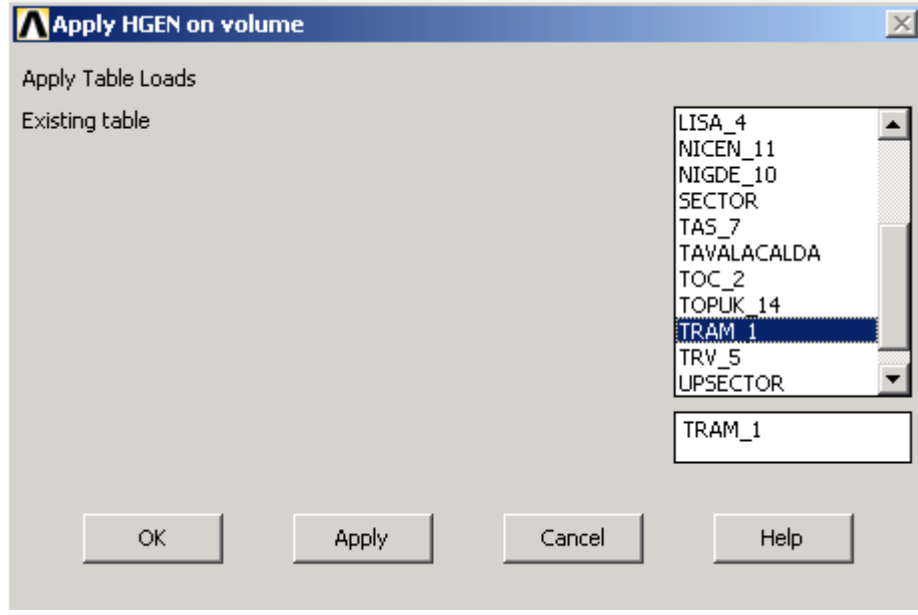 Apply HGEN on volume
Apply Table Loads
Existing table
LISA_4
NICEN_11
NIGDE_10
SECTOR
TAS_7
TAVALACALDA
TOC_2
TOPUK_14
TRAM_1
TRV_5
UPSECTOR
TRAM_1
OK
Apply
Cancel
Help